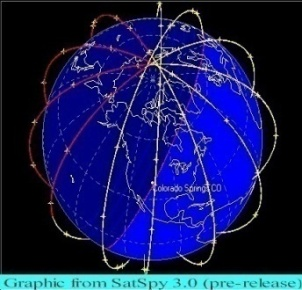 Colorado Springs CO
Graphic from SatSpy 3.0 (pre-release)